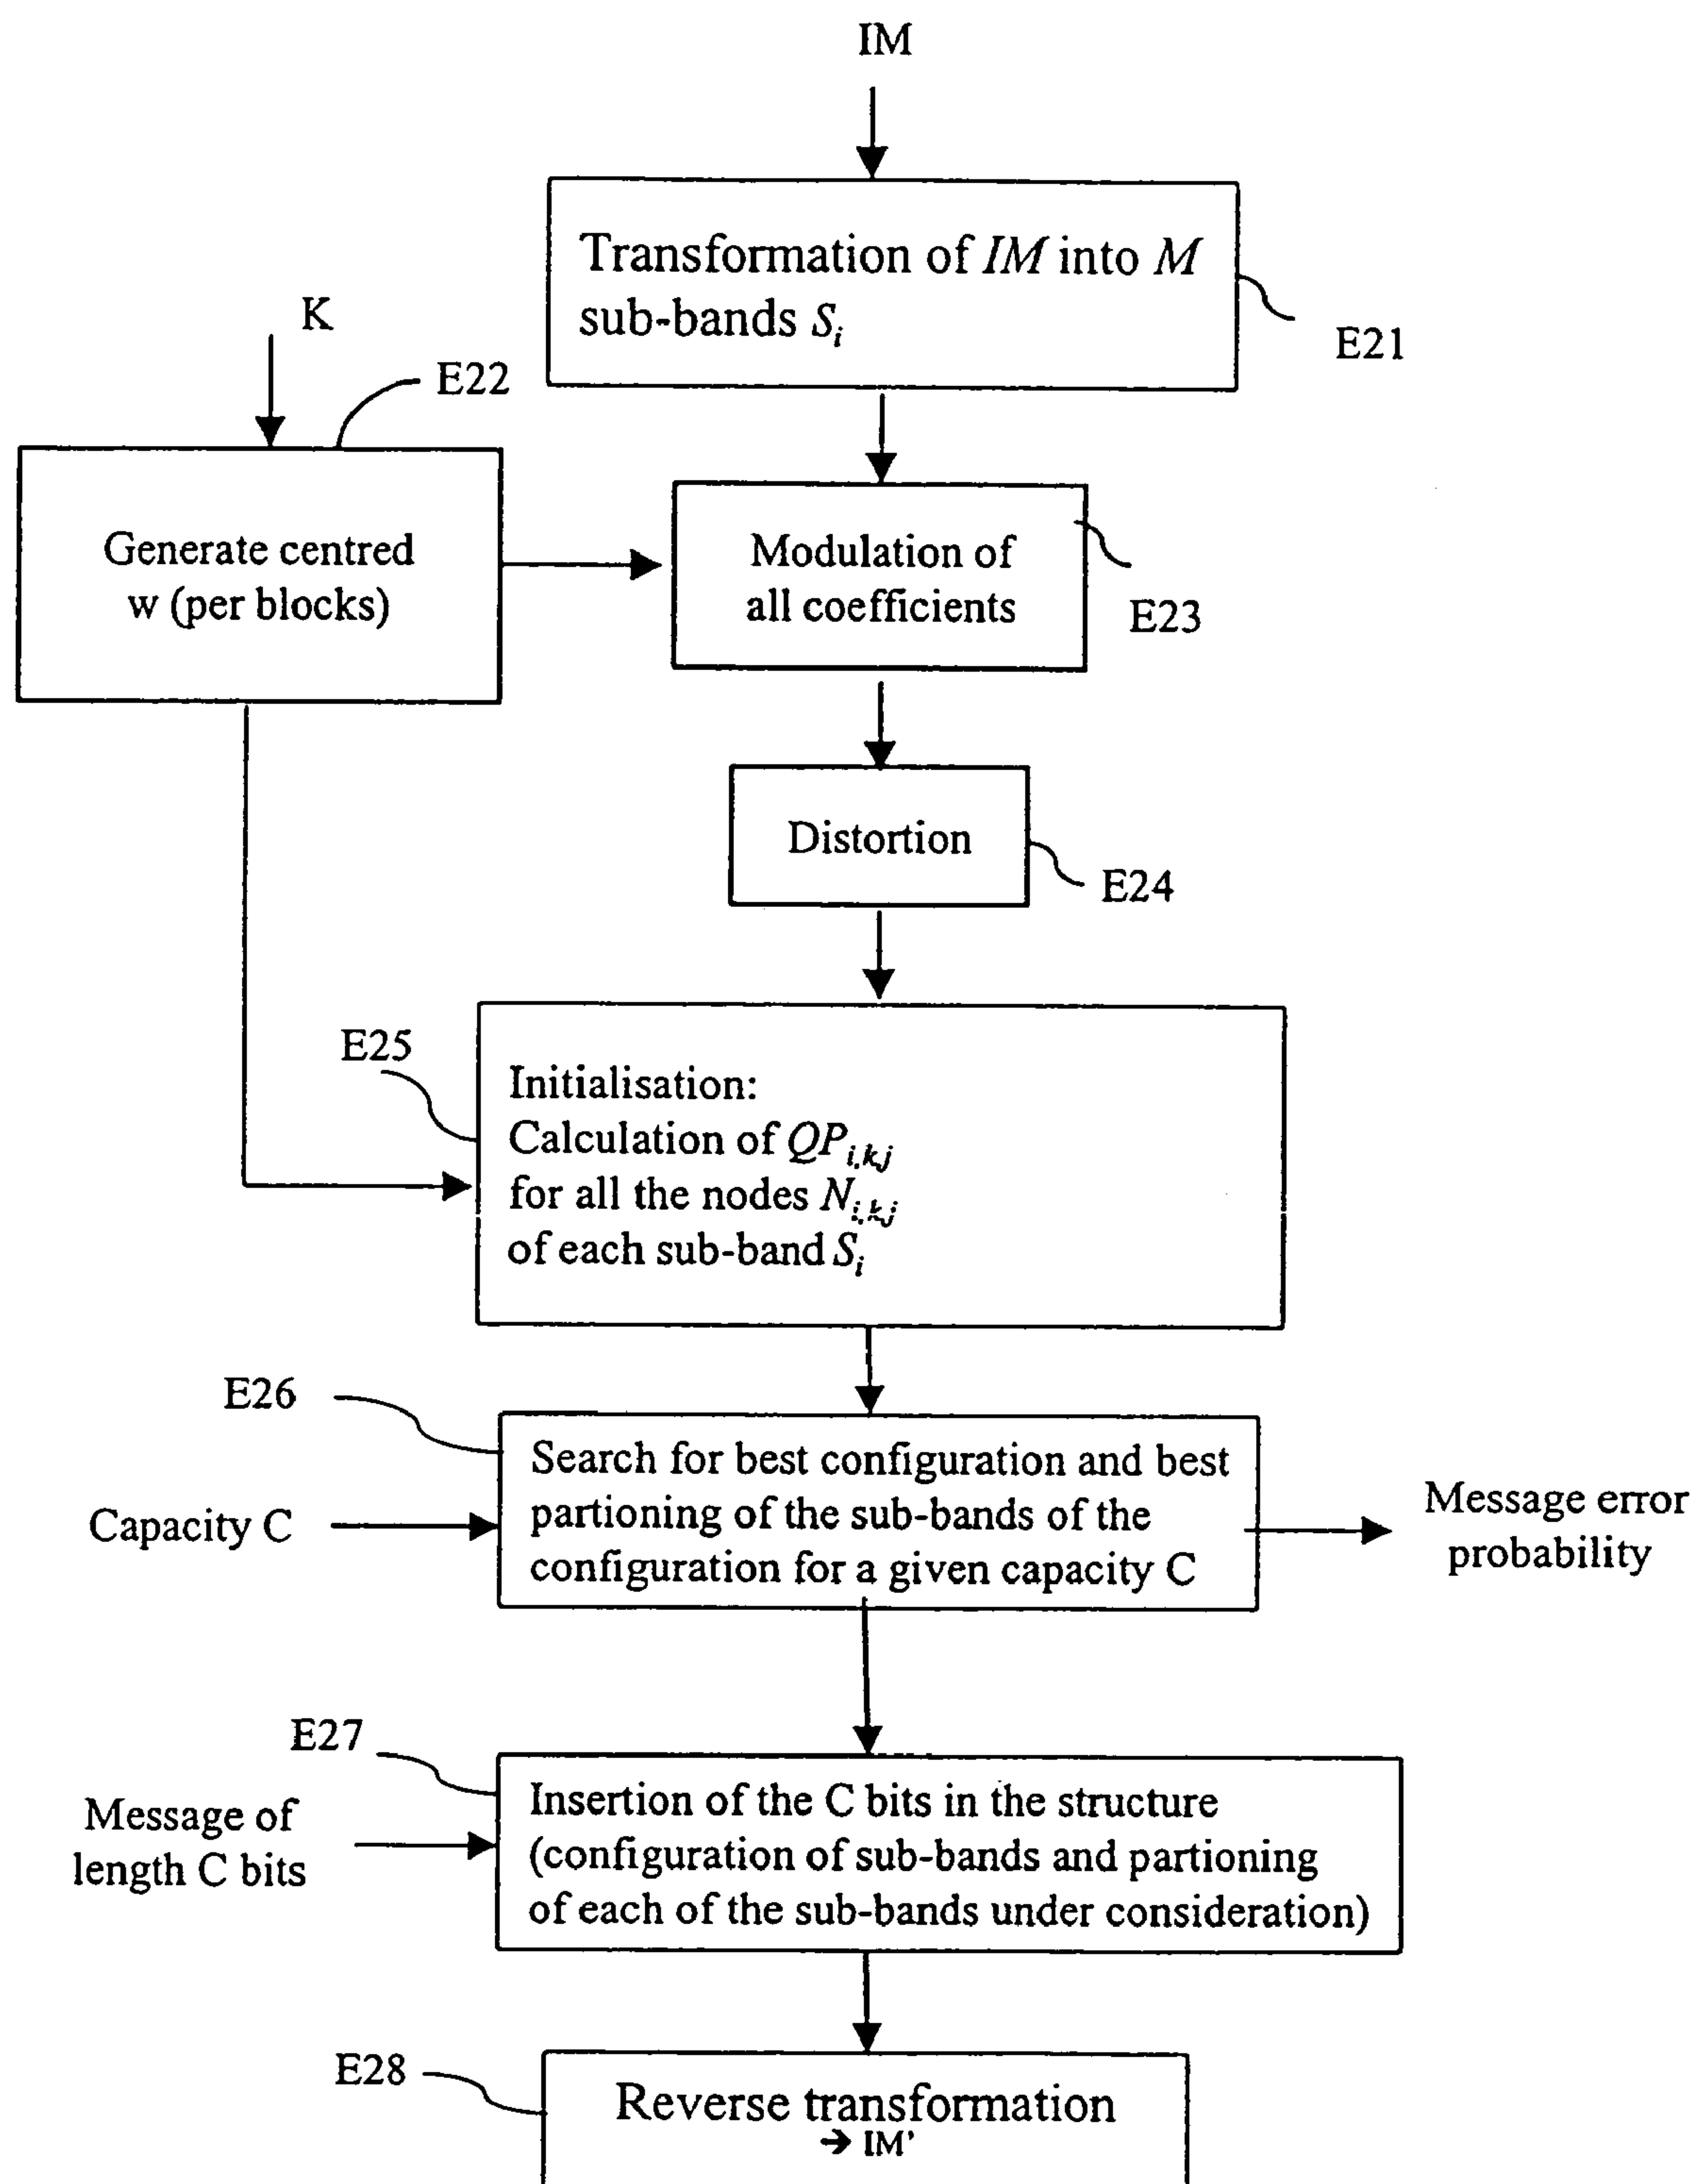 IM
Transformation of IM into M
sub-bands Si
E21
K
E22
Generate centred
w (per blocks)
Modulation of
all coefficients
E23
Distortion
E24
E25
Initialisation:
Calculation of QPi,k,j
for all the nodes Ni,k,j
of each sub-band Si
E26
Capacity C
Search for best configuration and best
partioning of the sub-bands of the
configuration for a given capacity C
Message error
probability
E27
Message of
length C bits
Insertion of the C bits in the structure
(configuration of sub-bands and partioning
of each of the sub-bands under consideration)
E28
Reverse transformation
→ IM'